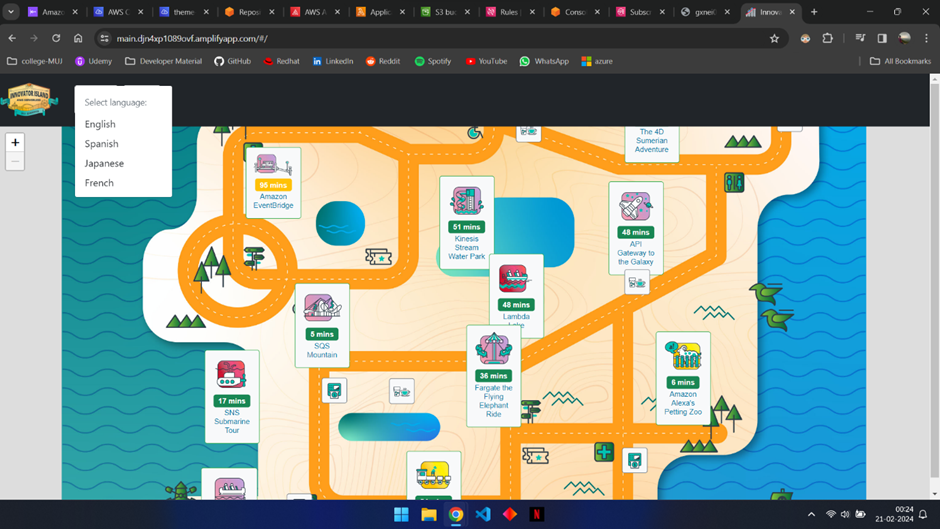 Amazo
AWS C
theme
Reposi
AWS A
Applic
S3 buc
Rules |
Conso
Subsc
gxneiC
Innova
main.djn4xp1089ovf.amplifyapp.com/#/
college-MUJ
Udemy
Developer Material
GitHub
Redhat
LinkedIn
Reddit
Spotify
YouTube
WhatsApp
azure
All Bookmarks
INNOVATOR ISLAND
Select language:
English
Spanish
Japanese
French
+
−
The 4D
Sumerian
Adventure
95 mins
Amazon
EventBridge
51 mins
Kinesis
Stream
Water Park
48 mins
API
Gateway to
the Galaxy
48 mins
Lambda
Lake
5 mins
SQS
Mountain
36 mins
Fargate the
Flying
Elephant
Ride
6 mins
Amazon
Alexa's
Petting Zoo
17 mins
SNS
Submarine
Tour
00:24
21-02-2024